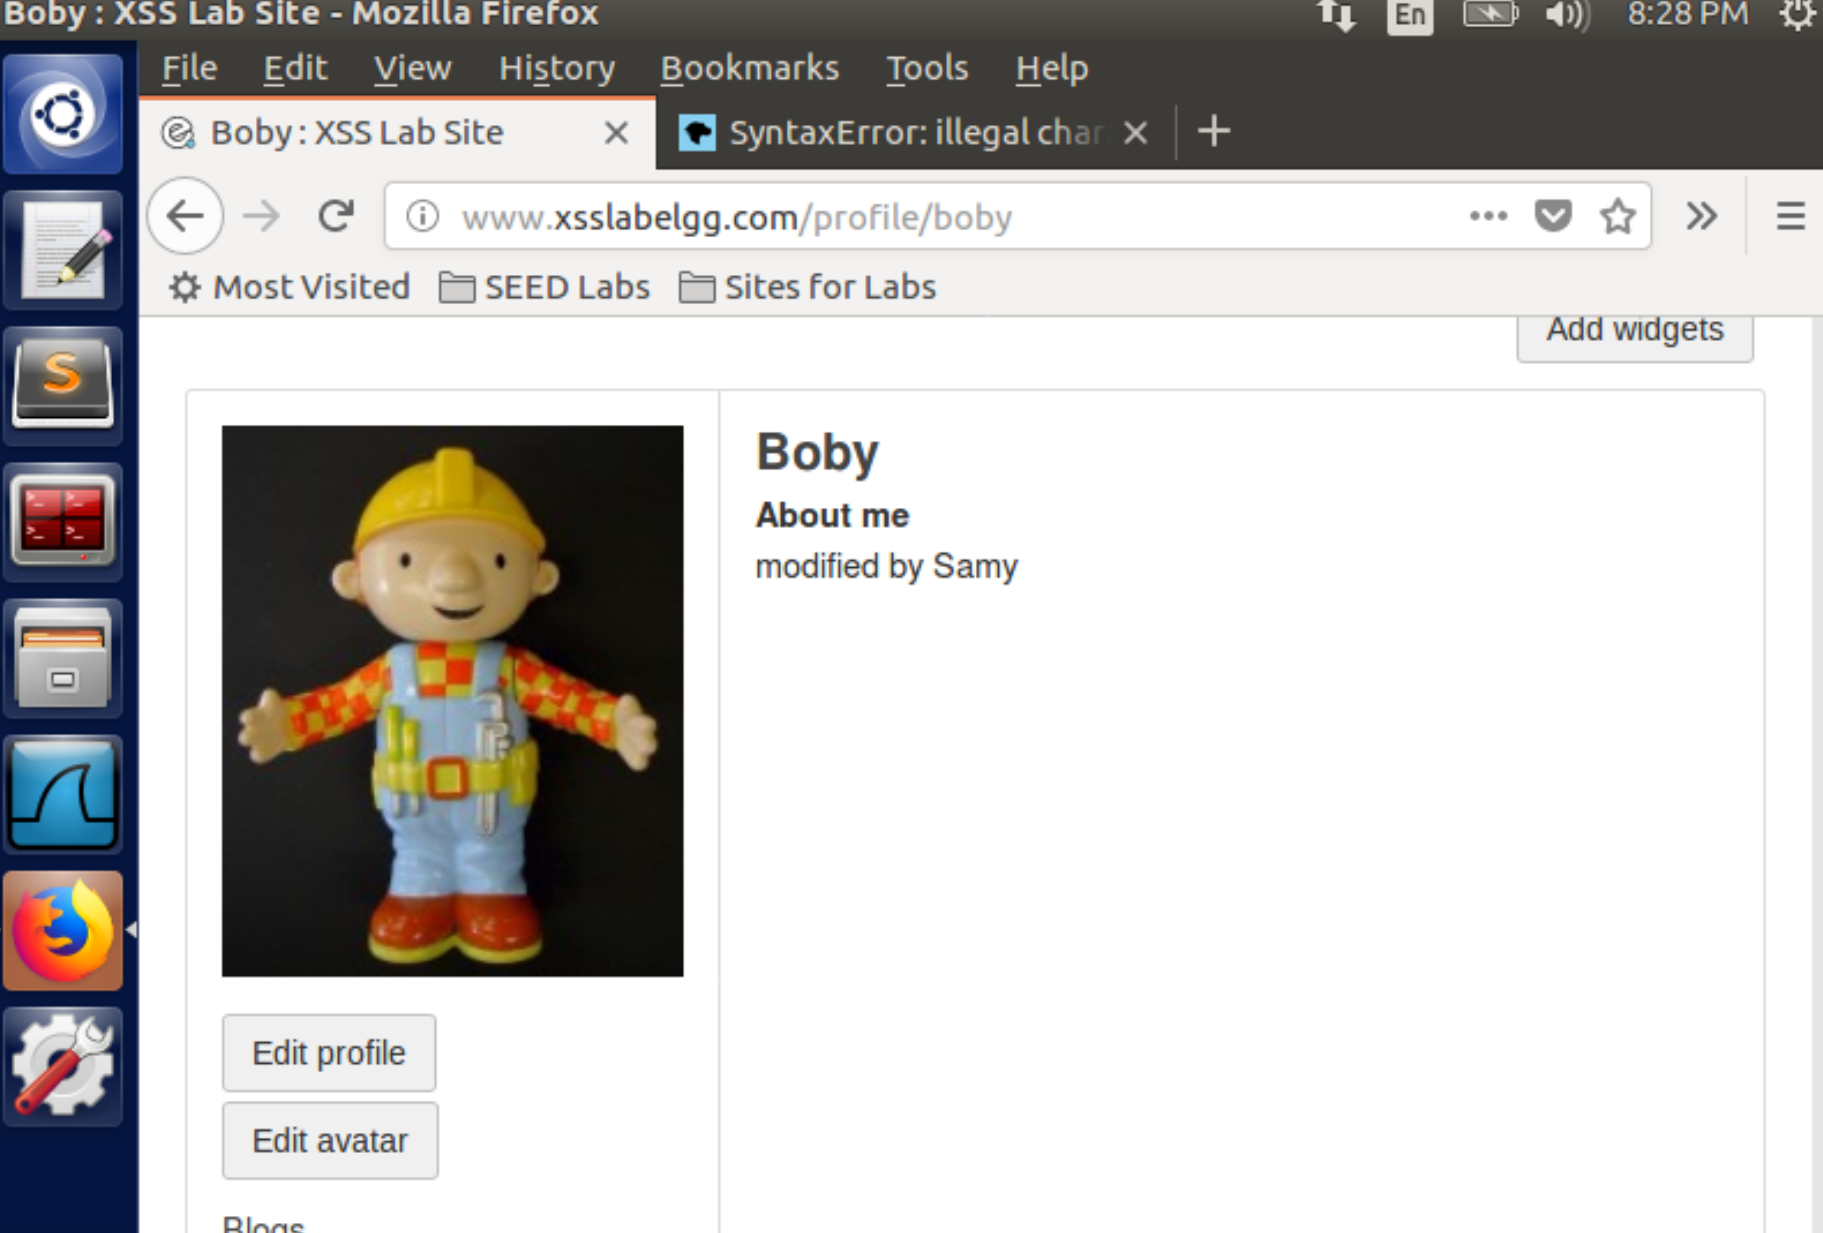 Boby : XSS Lab Site - Mozilla Firefox
En
8:28 PM
File Edit View History Bookmarks Tools Help
Boby : XSS Lab Site
SyntaxError: illegal char
www.xsslabelgg.com/profile/boby
Most Visited
SEED Labs
Sites for Labs
Add widgets
Boby
About me
modified by Samy
Edit profile
Edit avatar
Blogs